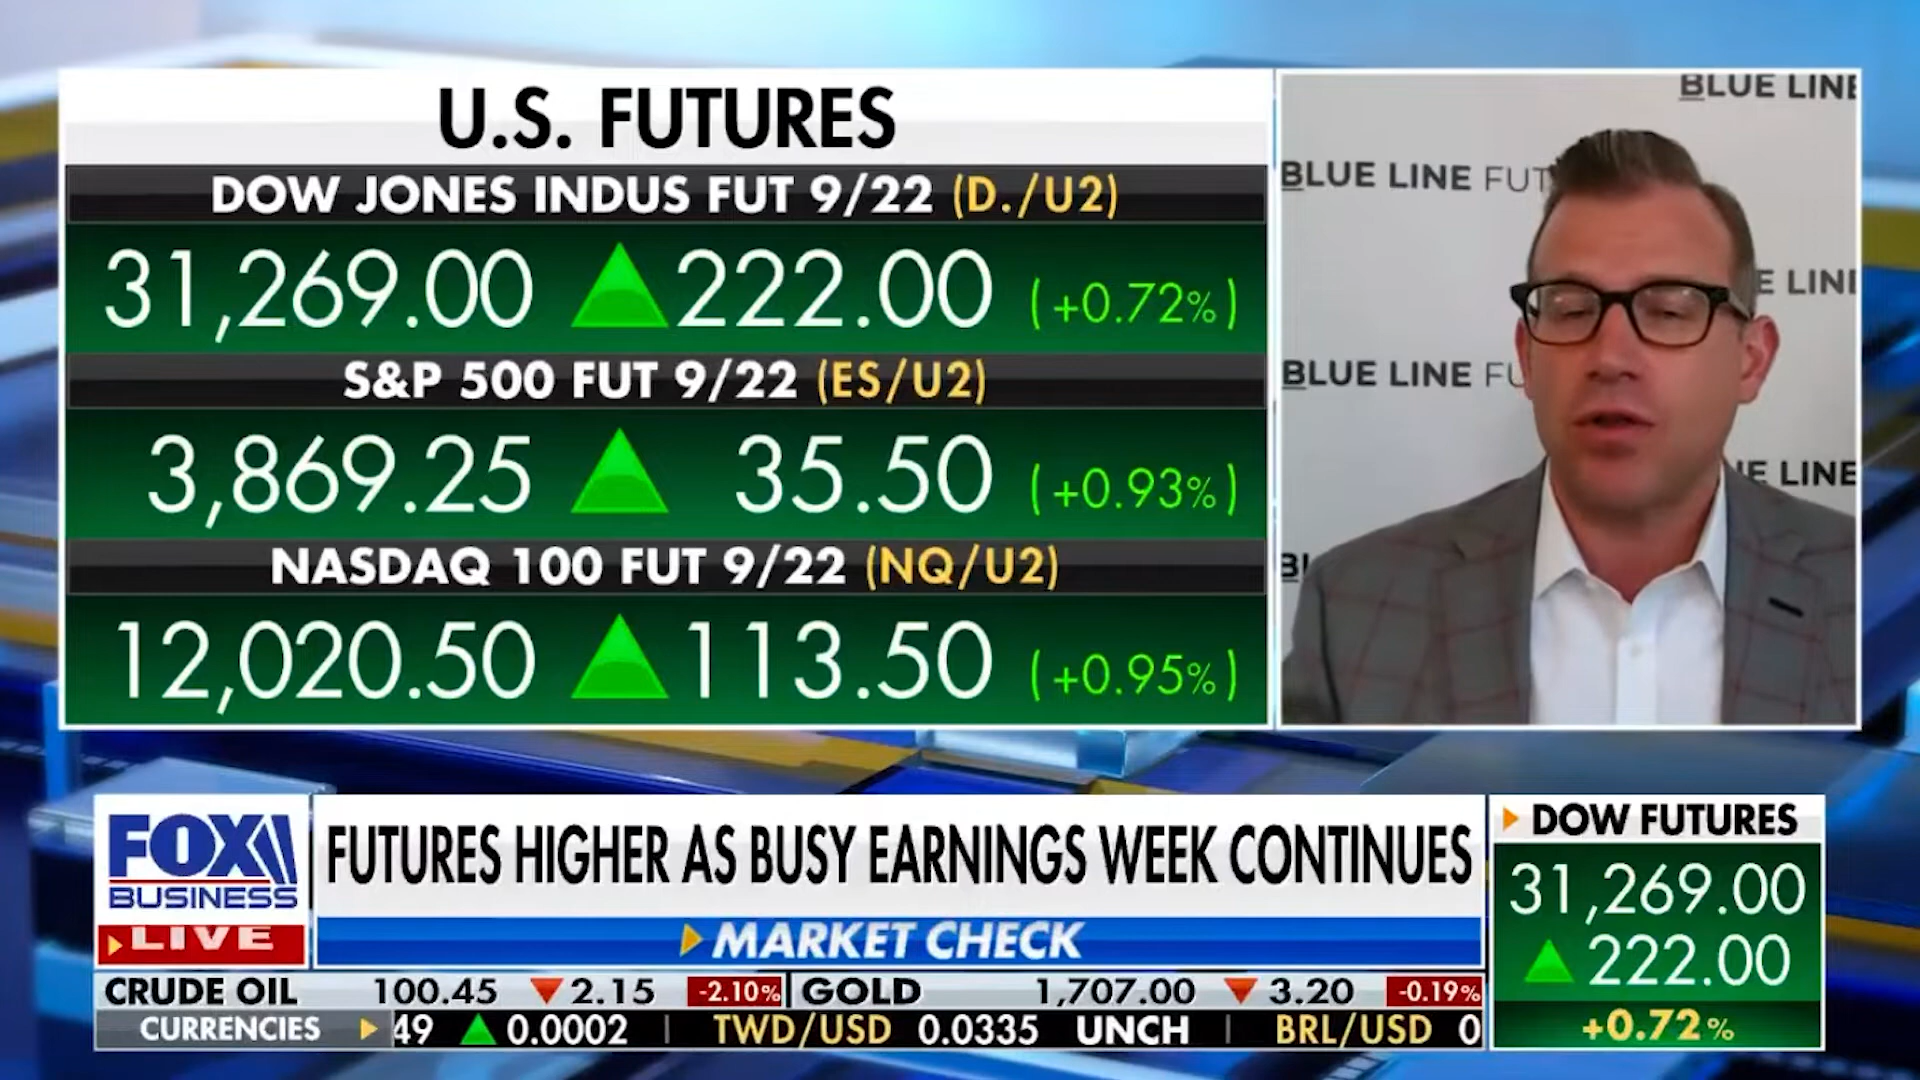 U.S. FUTURES
DOW JONES INDUS FUT 9/22 (D./U2)
31,269.00 ▲ 222.00 (+0.72%)
S&P 500 FUT 9/22 (ES/U2)
3,869.25 ▲ 35.50 (+0.93%)
NASDAQ 100 FUT 9/22 (NQ/U2)
12,020.50 ▲ 113.50 (+0.95%)
BLUE LINE
BLUE LINE FUT
E LINE
BLUE LINE FU
E LINE
BL
FOX
BUSINESS
LIVE
FUTURES HIGHER AS BUSY EARNINGS WEEK CONTINUES
MARKET CHECK
DOW FUTURES
31,269.00
▲ 222.00
+0.72%
CRUDE OIL 100.45 ▼ 2.15 -2.10% GOLD 1,707.00 ▼ 3.20 -0.19%
CURRENCIES 49 ▲ 0.0002 | TWD/USD 0.0335 UNCH | BRL/USD 0